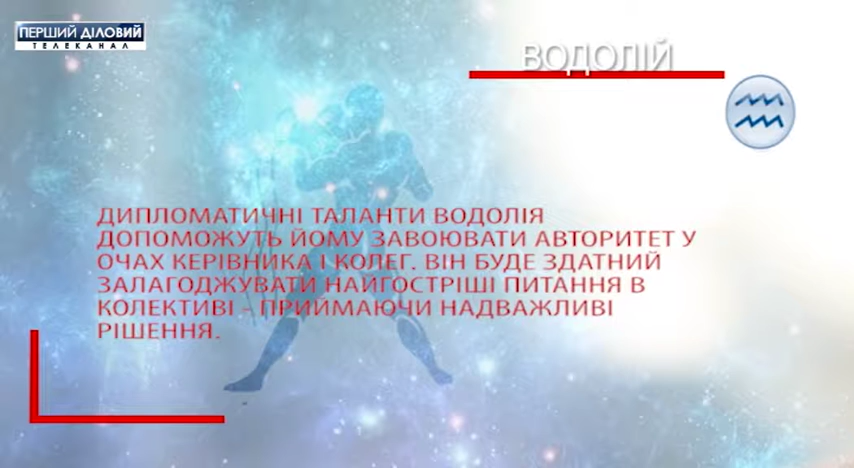 ПЕРШИЙ ДІЛОВИЙ
ТЕЛЕКАНАЛ
ВОДОЛІЙ
ДИПЛОМАТИЧНІ ТАЛАНТИ ВОДОЛІЯ
ДОПОМОЖУТЬ ЙОМУ ЗАВОЮВАТИ АВТОРИТЕТ У
ОЧАХ КЕРІВНИКА І КОЛЕГ. ВІН БУДЕ ЗДАТНИЙ
ЗАЛАГОДЖУВАТИ НАЙГОСТРІШІ ПИТАННЯ В
КОЛЕКТИВІ – ПРИЙМАЮЧИ НАДВАЖЛИВІ
РІШЕННЯ.